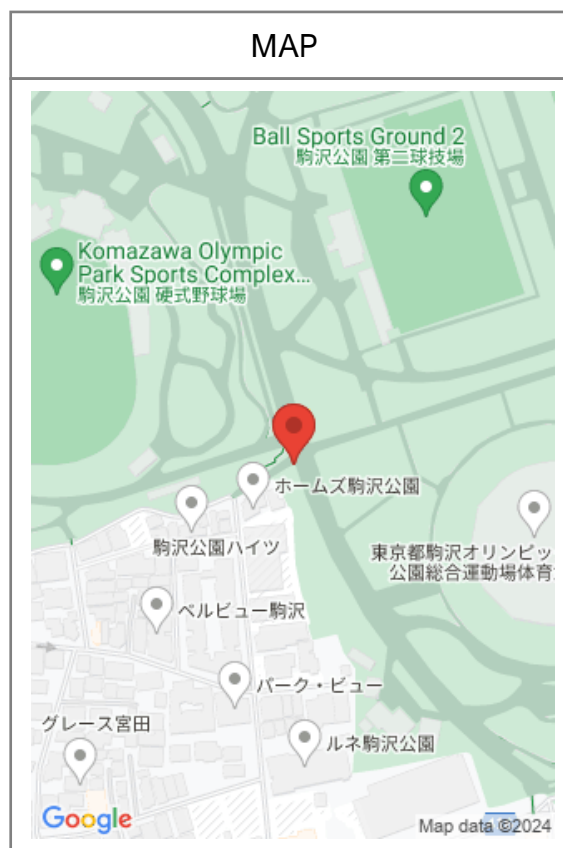 MAP
Ball Sports Ground 2
駒沢公園 第二球技場
Komazawa Olympic
Park Sports Complex...
駒沢公園 硬式野球場
ホームズ駒沢公園
駒沢公園ハイツ
東京都駒沢オリンピッ
公園総合運動場体育
ベルビュー駒沢
パーク・ビュー
グレース宮田
ルネ駒沢公園
Google
Map data ©2024